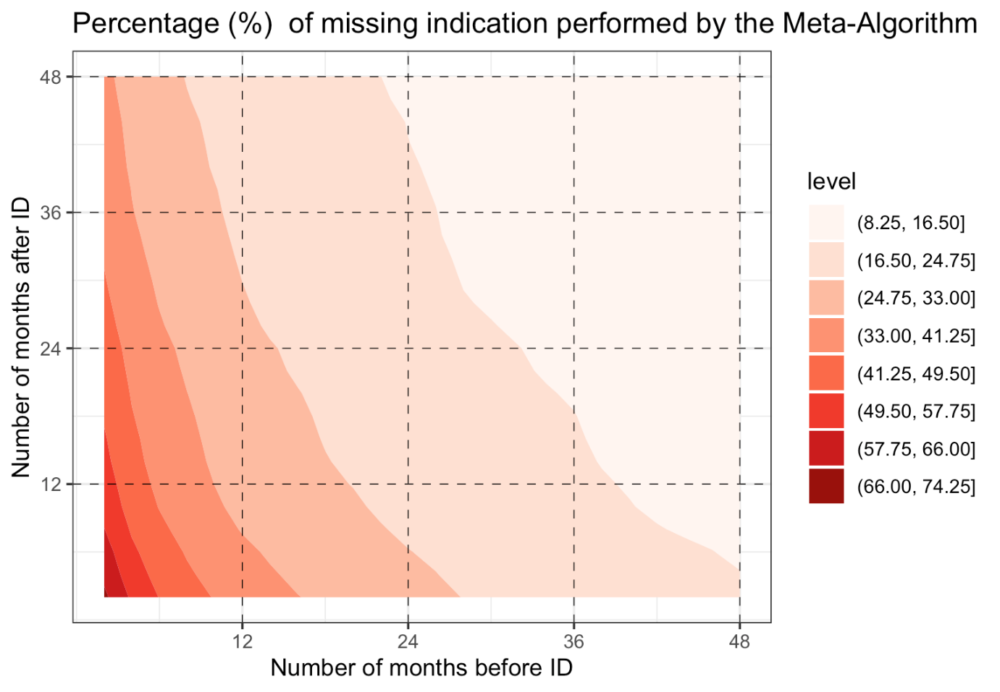 Percentage (%)  of missing indication performed by the Meta-Algorithm
48
36
24
12
Number of months after ID
12 24 36 48
Number of months before ID
level
(8.25, 16.50]
(16.50, 24.75]
(24.75, 33.00]
(33.00, 41.25]
(41.25, 49.50]
(49.50, 57.75]
(57.75, 66.00]
(66.00, 74.25]